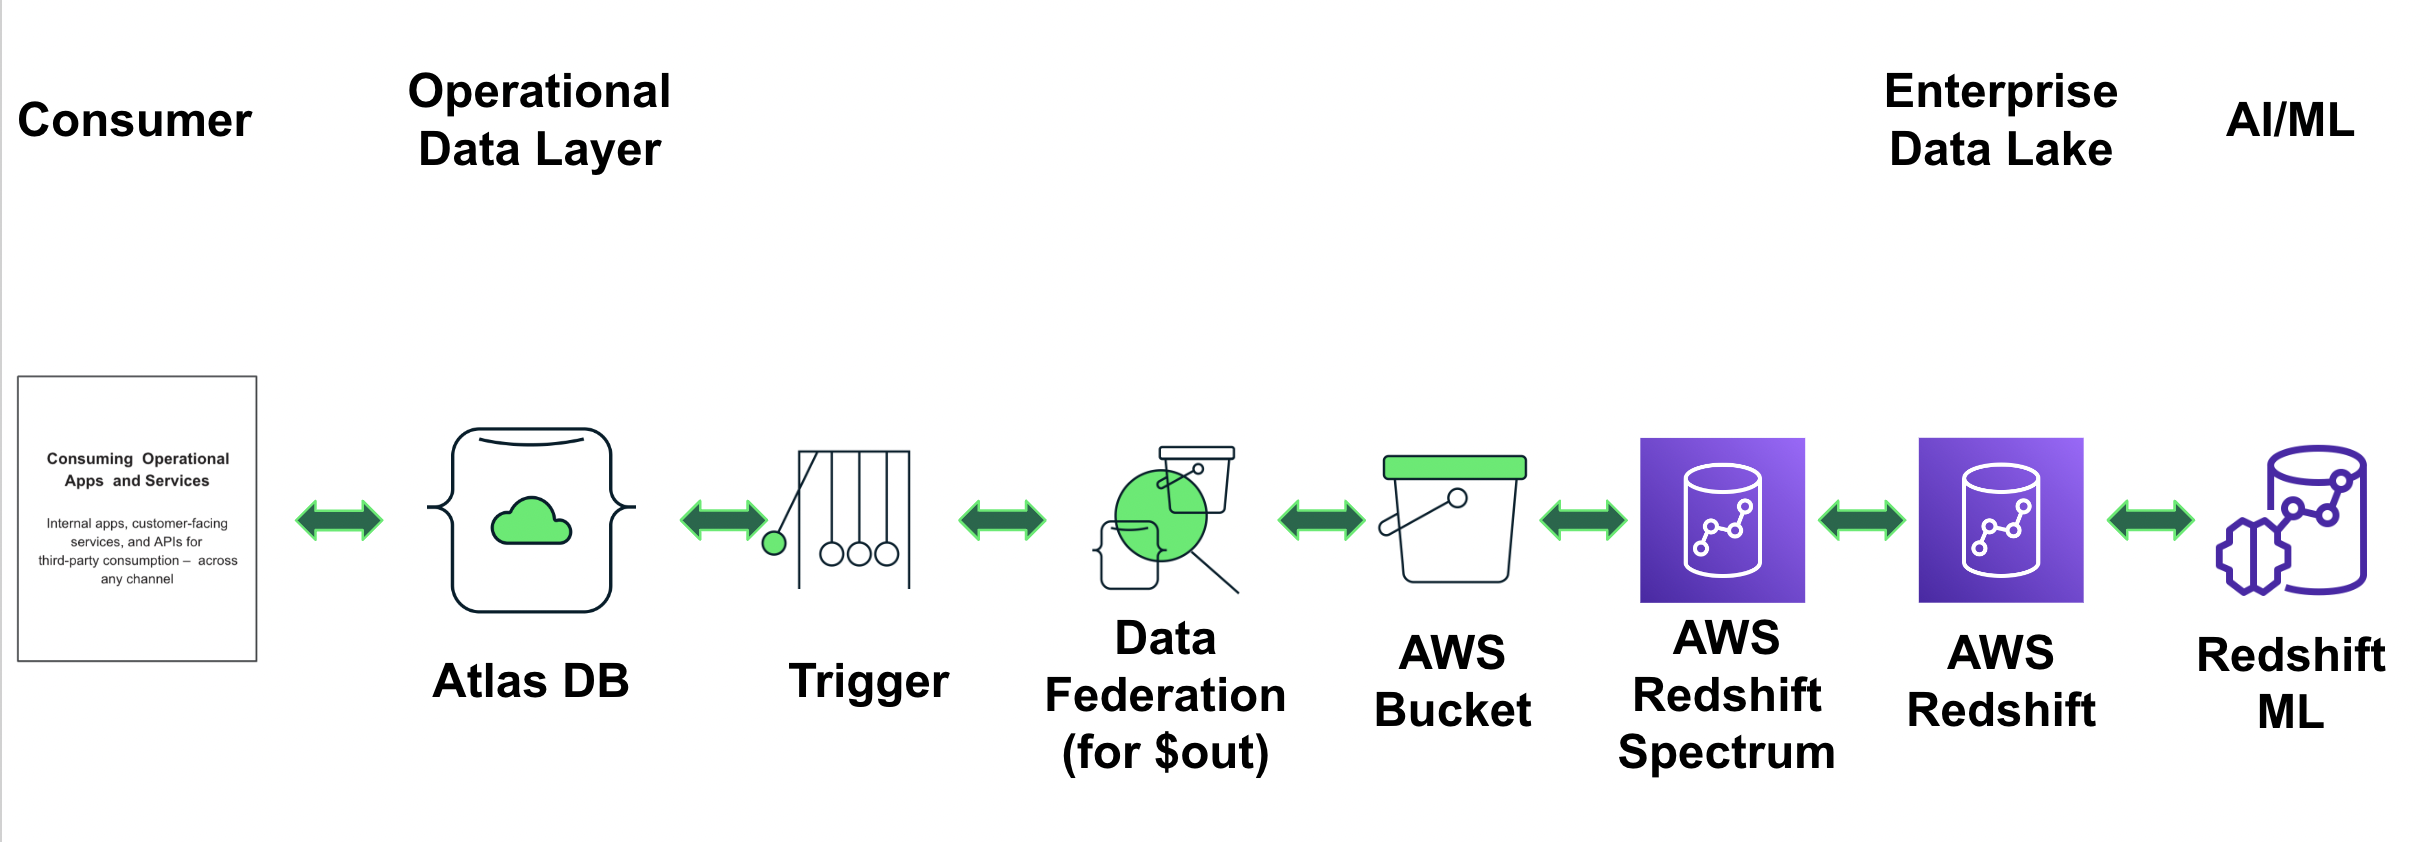 Consumer
Operational
Data Layer
Enterprise
Data Lake
AI/ML
Consuming Operational
Apps and Services
Internal apps, customer-facing
services, and APIs for
third-party consumption – across
any channel
Atlas DB
Trigger
Data
Federation
(for $out)
AWS
Bucket
AWS
Redshift
Spectrum
AWS
Redshift
Redshift
ML